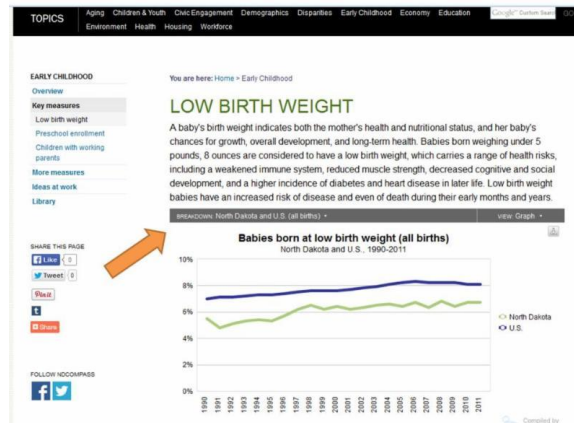 TOPICS
Aging Children & Youth Civic Engagement Demographics Disparities Early Childhood Economy Education
Environment Health Housing Workforce
Google Custom Search
GO
EARLY CHILDHOOD
Overview
Key measures
Low birth weight
Preschool enrollment
Children with working
parents
More measures
Ideas at work
Library
SHARE THIS PAGE
Like 0
Tweet 0
Pin it
t
Share
FOLLOW NDCOMPASS
f
You are here: Home > Early Childhood
LOW BIRTH WEIGHT
A baby's birth weight indicates both the mother's health and nutritional status, and her baby's
chances for growth, overall development, and long-term health. Babies born weighing under 5
pounds, 8 ounces are considered to have a low birth weight, which carries a range of health risks,
including a weakened immune system, reduced muscle strength, decreased cognitive and social
development, and a higher incidence of diabetes and heart disease in later life. Low birth weight
babies have an increased risk of disease and even of death during their early months and years.
BREAKDOWN: North Dakota and U.S. (all births)
VIEW: Graph
Babies born at low birth weight (all births)
North Dakota and U.S., 1990-2011
10%
8%
6%
4%
2%
0%
1990 1991 1992 1993 1994 1995 1996 1997 1998 1999 2000 2001 2002 2003 2004 2005 2006 2007 2008 2009 2010 2011
North Dakota
U.S.
Compiled by